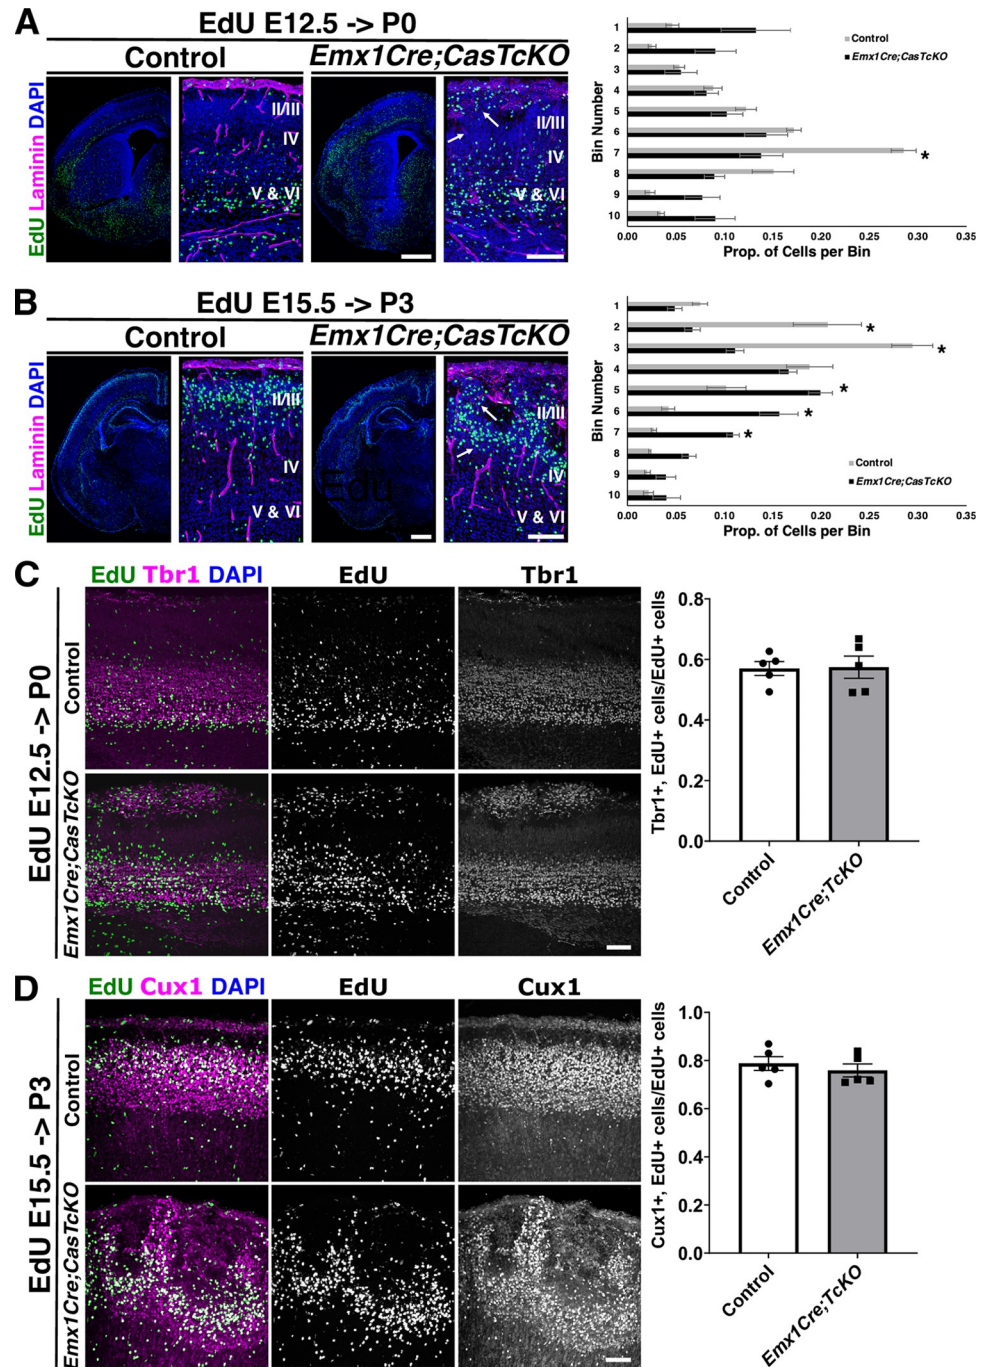 A
EdU E12.5 -> P0
Control
Emx1Cre;CasTcKO
EdU Laminin DAPI
II/III
IV
V & VI
II/III
IV
V & VI
Bin Number
1
2
3
4
5
6
7
8
9
10
*
Control
Emx1Cre;CasTcKO
0.00 0.05 0.10 0.15 0.20 0.25 0.30 0.35
Prop. of Cells per Bin
B
EdU E15.5 -> P3
Control
Emx1Cre;CasTcKO
EdU Laminin DAPI
II/III
IV
V & VI
Edu
II/III
IV
V & VI
Bin Number
1
2
3
4
5
6
7
8
9
10
*
*
*
*
*
Control
Emx1Cre;CasTcKO
0.00 0.05 0.10 0.15 0.20 0.25 0.30 0.35
Prop. of Cells per Bin
C
EdU Tbr1 DAPI
EdU
Tbr1
EdU E12.5 -> P0
Control
Emx1Cre;CasTcKO
Tbr1+, EdU+ cells/EdU+ cells
0.8
0.6
0.4
0.2
0.0
Control
Emx1Cre;TcKO
D
EdU Cux1 DAPI
EdU
Cux1
EdU E15.5 -> P3
Control
Emx1Cre;CasTcKO
Cux1+, EdU+ cells/EdU+ cells
1.0
0.8
0.6
0.4
0.2
0.0
Control
Emx1Cre;TcKO